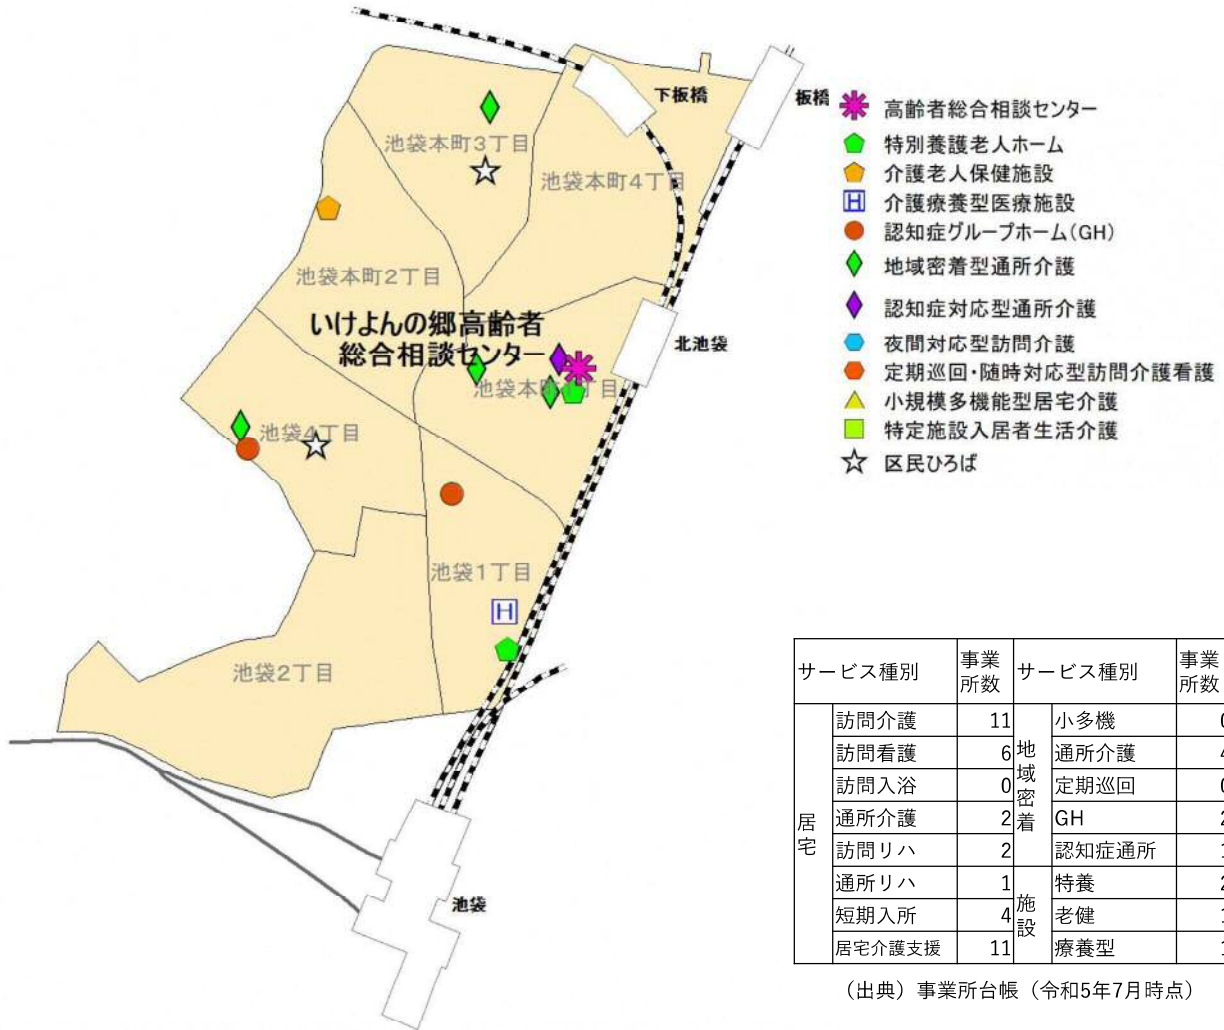 下板橋
板橋
池袋本町3丁目
池袋本町4丁目
池袋本町2丁目
いけよんの郷高齢者
総合相談センター
北池袋
池袋本町1丁目
池袋4丁目
池袋1丁目
H
池袋2丁目
池袋
高齢者総合相談センター
特別養護老人ホーム
介護老人保健施設
H 介護療養型医療施設
認知症グループホーム(GH)
地域密着型通所介護
認知症対応型通所介護
夜間対応型訪問介護
定期巡回・随時対応型訪問介護看護
小規模多機能型居宅介護
特定施設入居者生活介護
区民ひろば
サービス種別 事業所数 サービス種別 事業所数
居宅 訪問介護 11 地域密着 小多機 0
訪問看護 6 通所介護 4
訪問入浴 0 定期巡回 0
通所介護 2 GH 2
訪問リハ 2 認知症通所 1
通所リハ 1 施設 特養 2
短期入所 4 老健 1
居宅介護支援 11 療養型 1
（出典）事業所台帳（令和5年7月時点）